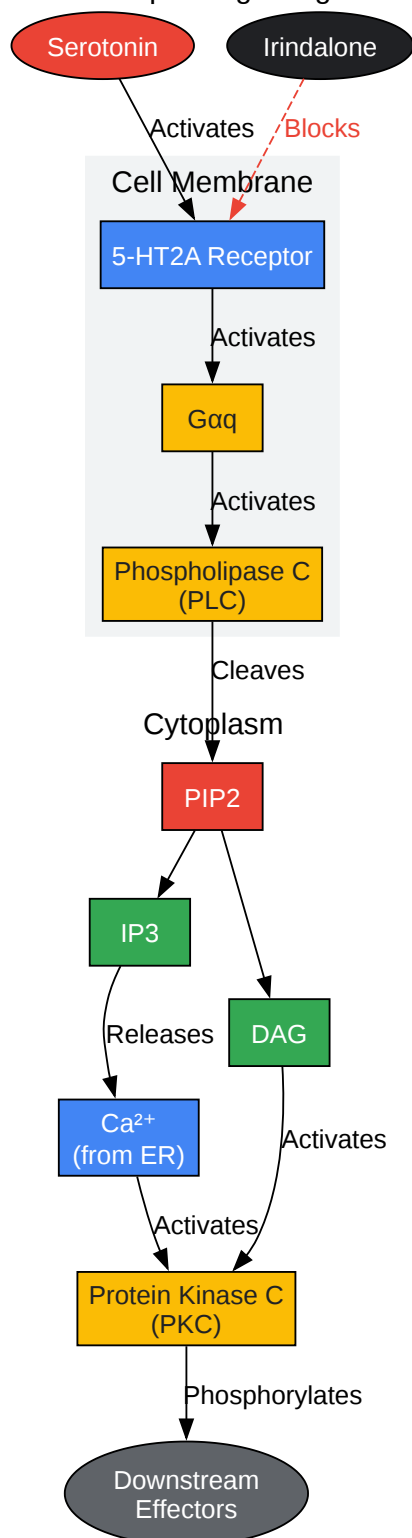 Serotonin
Irindalone
Activates
Blocks
Cell Membrane
5-HT2A Receptor
Activates
Gαq
Activates
Phospholipase C
(PLC)
Cleaves
Cytoplasm
PIP2
IP3
DAG
Releases
Ca²⁺
(from ER)
Activates
Activates
Protein Kinase C
(PKC)
Phosphorylates
Downstream
Effectors